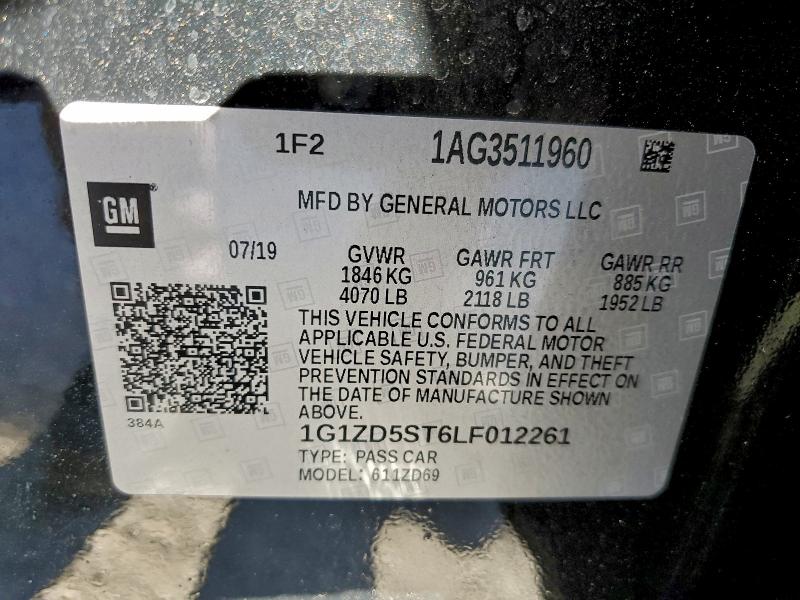 1F2 1AG3511960
GM
MFD BY GENERAL MOTORS LLC
07/19 GVWR GAWR FRT GAWR RR
1846 KG 961 KG 885 KG
4070 LB 2118 LB 1952 LB
THIS VEHICLE CONFORMS TO ALL
APPLICABLE U.S. FEDERAL MOTOR
VEHICLE SAFETY, BUMPER, AND THEFT
PREVENTION STANDARDS IN EFFECT ON
THE DATE OF MANUFACTURE SHOWN
ABOVE.
384A
1G1ZD5ST6LF012261
TYPE: PASS CAR
MODEL: 611ZD69